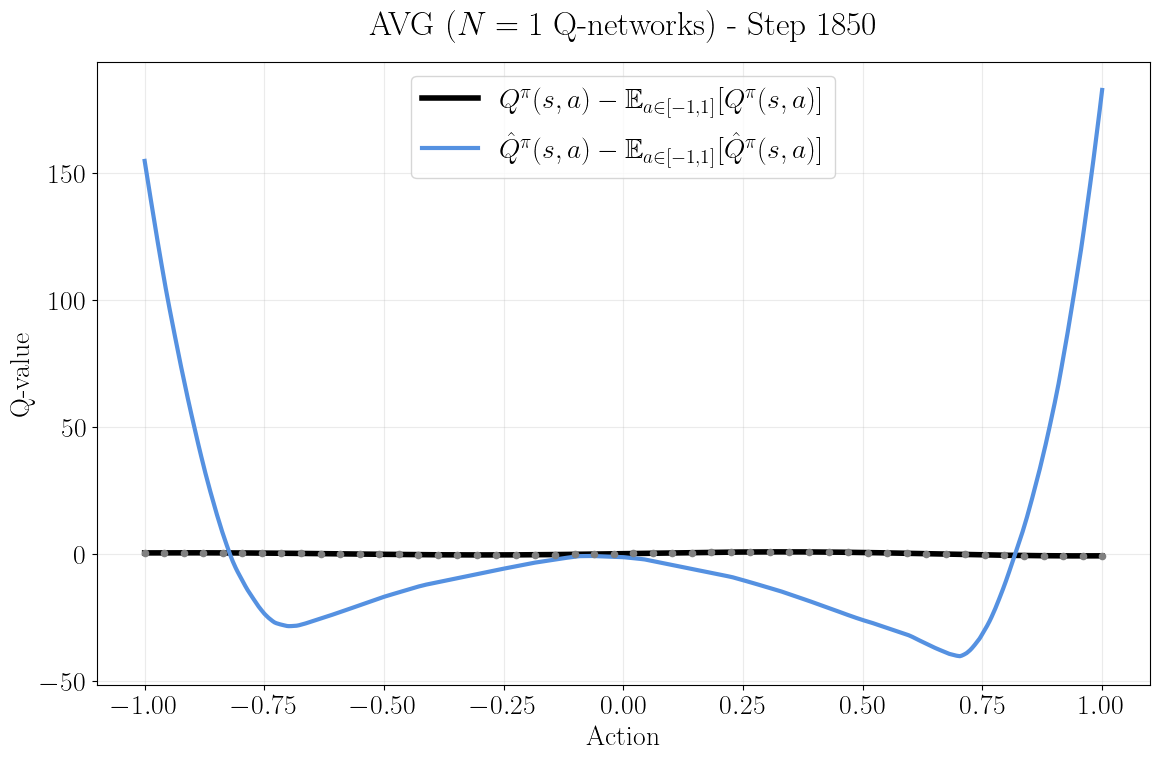 AVG (N = 1 Q-networks) - Step 1850
Q^π(s, a) − 𝔼_{a∈[−1,1]}[Q^π(s, a)]
Q̂^π(s, a) − 𝔼_{a∈[−1,1]}[Q̂^π(s, a)]
Q-value
150
100
50
0
−50
−1.00 −0.75 −0.50 −0.25 0.00 0.25 0.50 0.75 1.00
Action